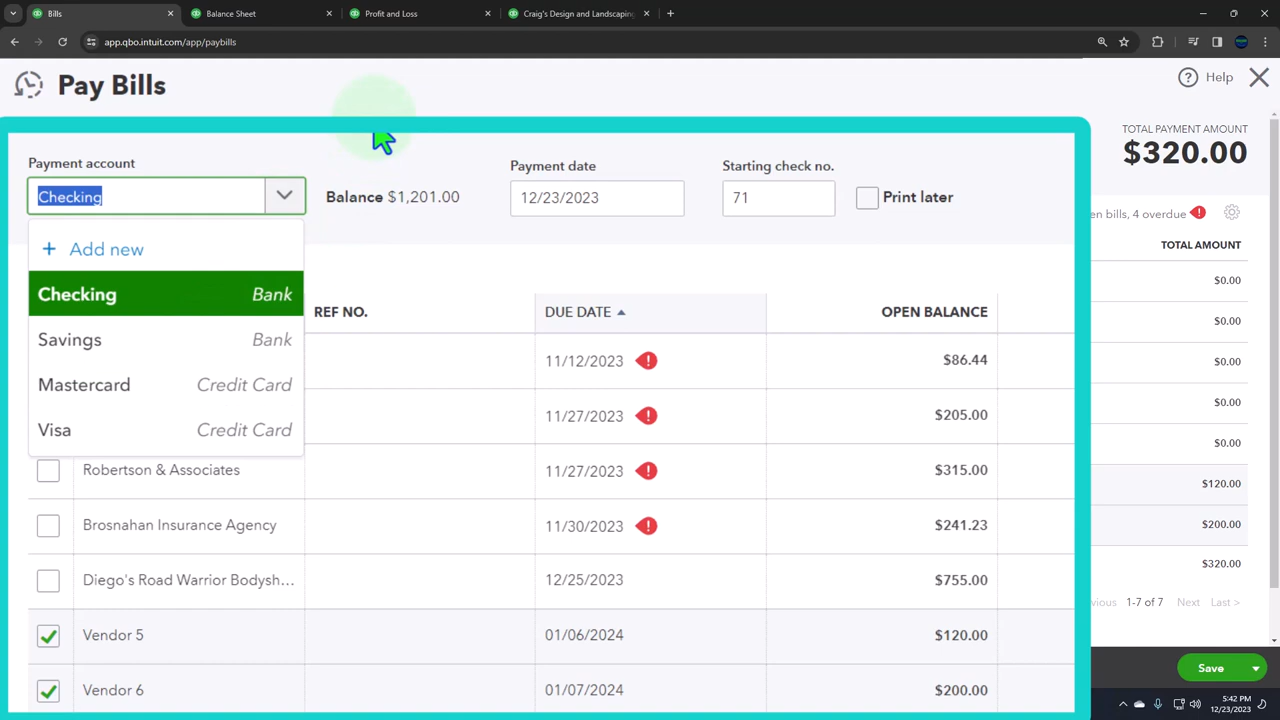 Bills
Balance Sheet
Profit and Loss
Craig's Design and Landscaping
app.qbo.intuit.com/app/paybills
Pay Bills
Help
TOTAL PAYMENT AMOUNT
$320.00
Payment account
Payment date
Starting check no.
Checking
Balance $1,201.00
12/23/2023
71
Print later
en bills, 4 overdue
+ Add new
TOTAL AMOUNT
Checking Bank
REF NO.
DUE DATE
OPEN BALANCE
$0.00
Savings Bank
11/12/2023
$86.44
$0.00
Mastercard Credit Card
$0.00
11/27/2023
$205.00
$0.00
Visa Credit Card
$0.00
Robertson & Associates
11/27/2023
$315.00
$120.00
Brosnahan Insurance Agency
11/30/2023
$241.23
$200.00
Diego's Road Warrior Bodysh...
12/25/2023
$755.00
$320.00
vious 1-7 of 7 Next Last >
Vendor 5
01/06/2024
$120.00
Vendor 6
01/07/2024
$200.00
Save
5:42 PM
12/23/2023